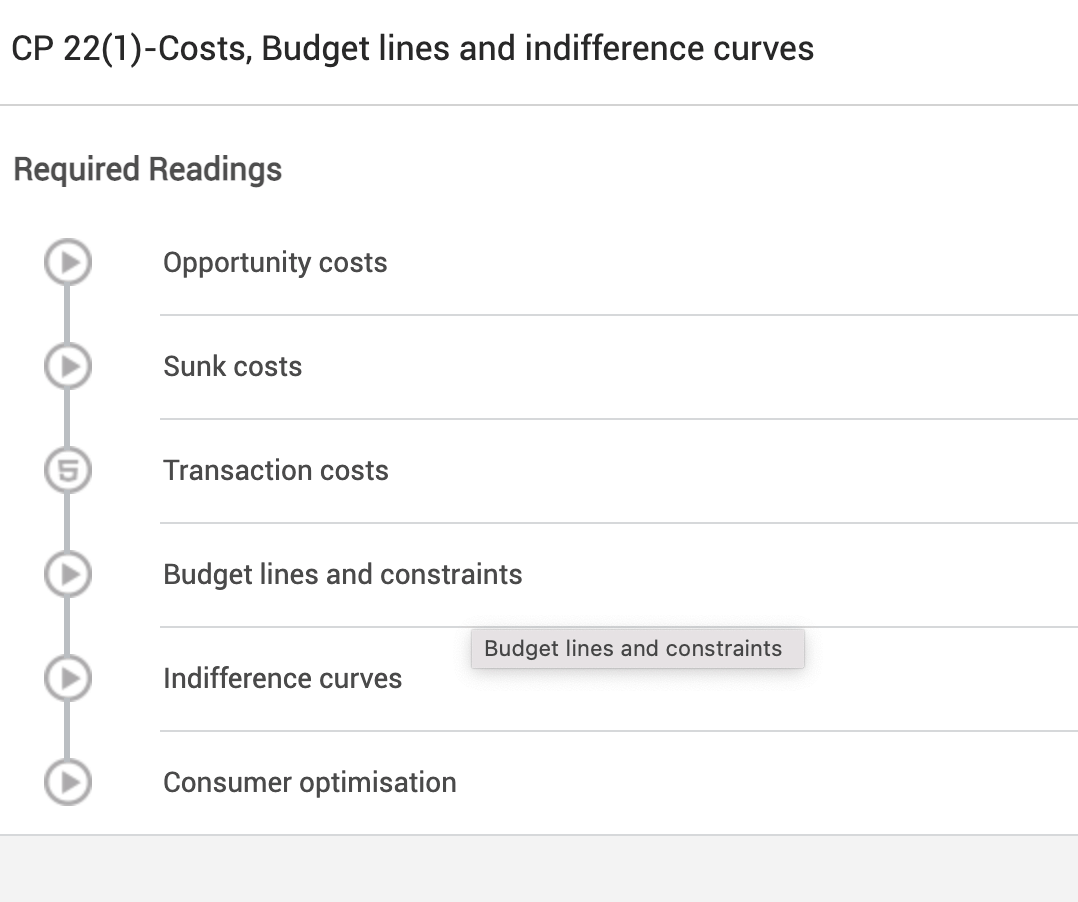 CP 22(1)-Costs, Budget lines and indifference curves
Required Readings
Opportunity costs
Sunk costs
5
Transaction costs
Budget lines and constraints
Budget lines and constraints
Indifference curves
Consumer optimisation